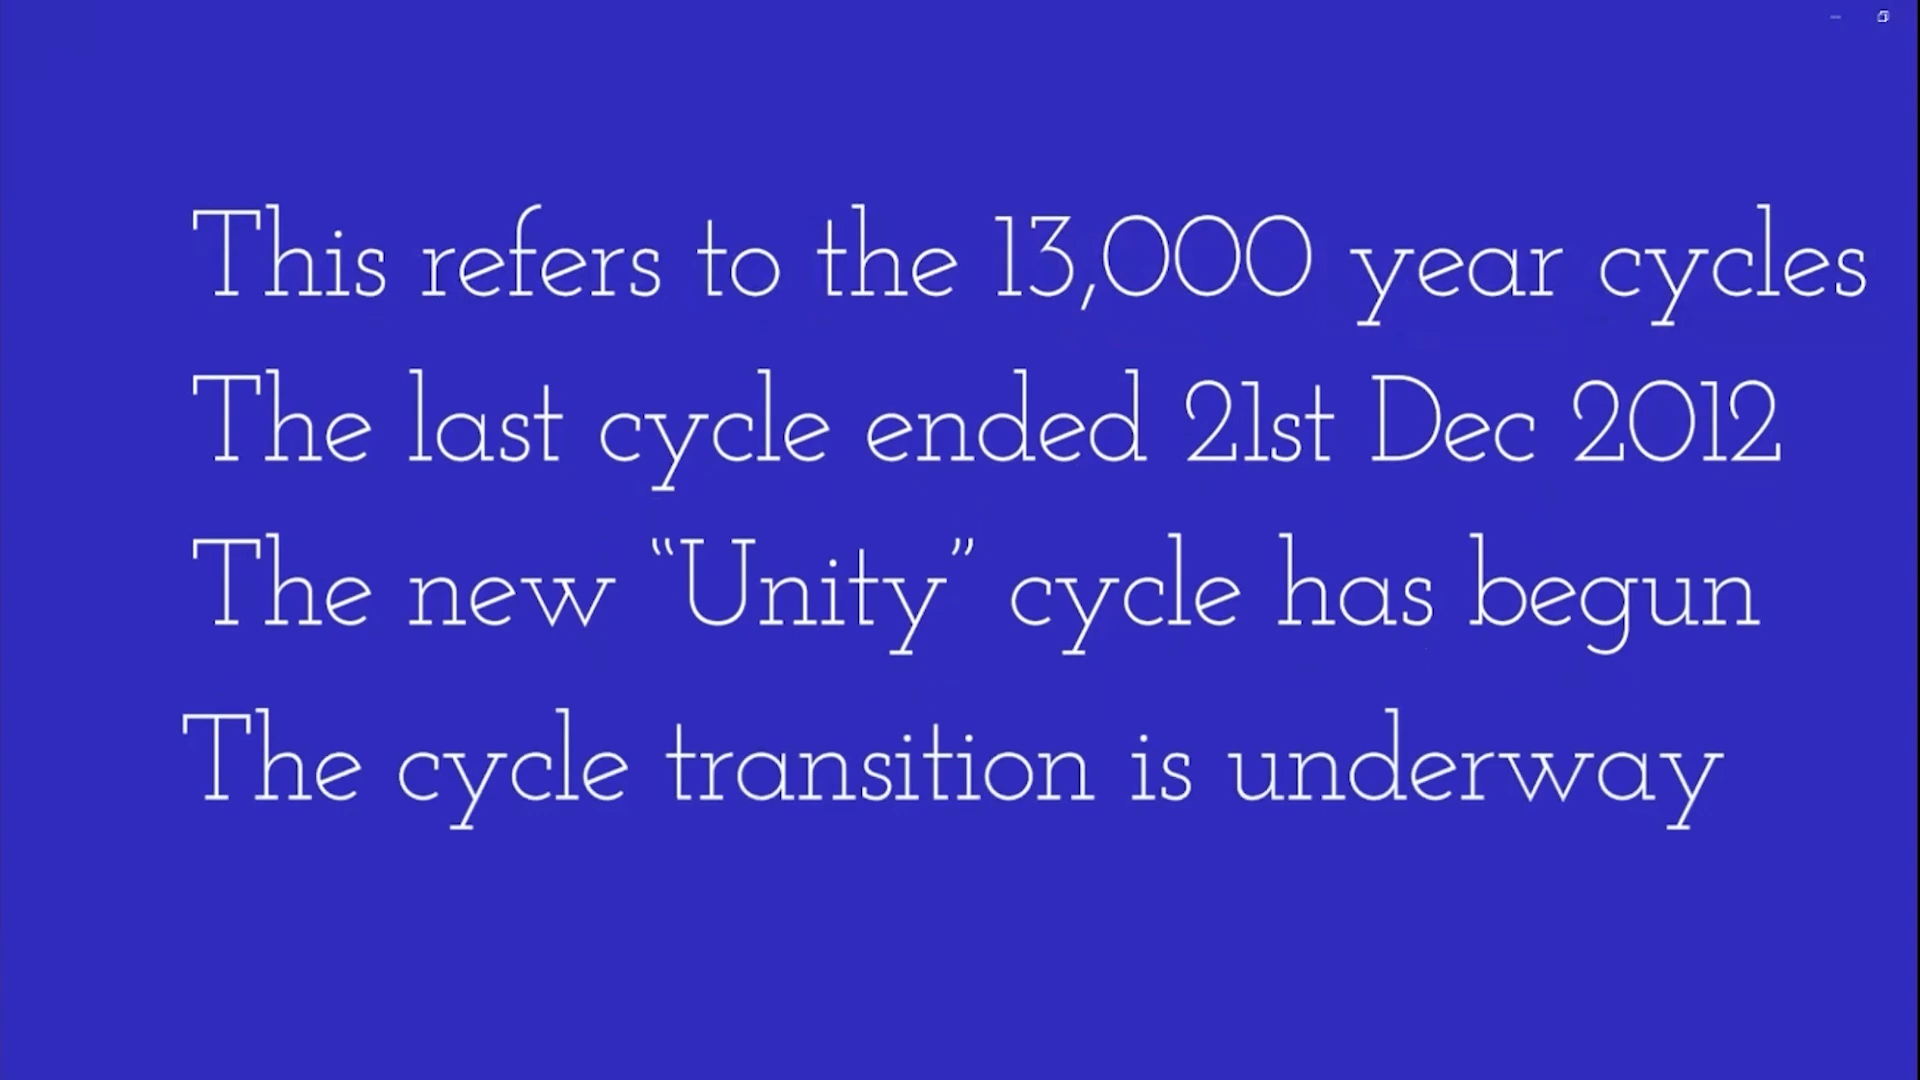 This refers to the 13,000 year cycles
The last cycle ended 21st Dec 2012
The new “Unity” cycle has begun
The cycle transition is underway